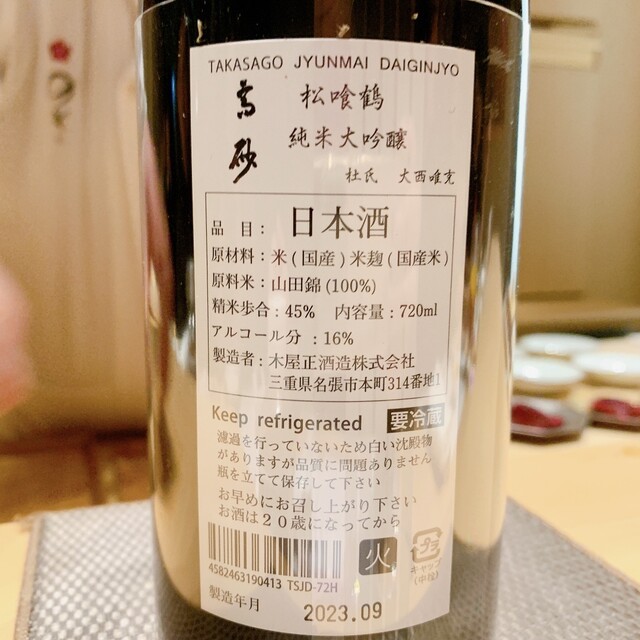 TAKASAGO JYUNMAI DAIGINJYO
高砂
松喰鶴
純米大吟醸
杜氏 大西唯克
品目: 日本酒
原材料: 米(国産)米麹(国産米)
原料米: 山田錦(100%)
精米歩合: 45% 内容量: 720ml
アルコール分 : 16%
製造者: 木屋正酒造株式会社
三重県名張市本町314番地1
Keep refrigerated 要冷蔵
濾過を行っていないため白い沈殿物
がありますが品質に問題ありません
瓶を立てて保存して下さい
お早めにお召し上がり下さい
お酒は20歳になってから
火
プラ
キャップ
(中栓)
4582463190413 TSJD-72H
製造年月 2023.09